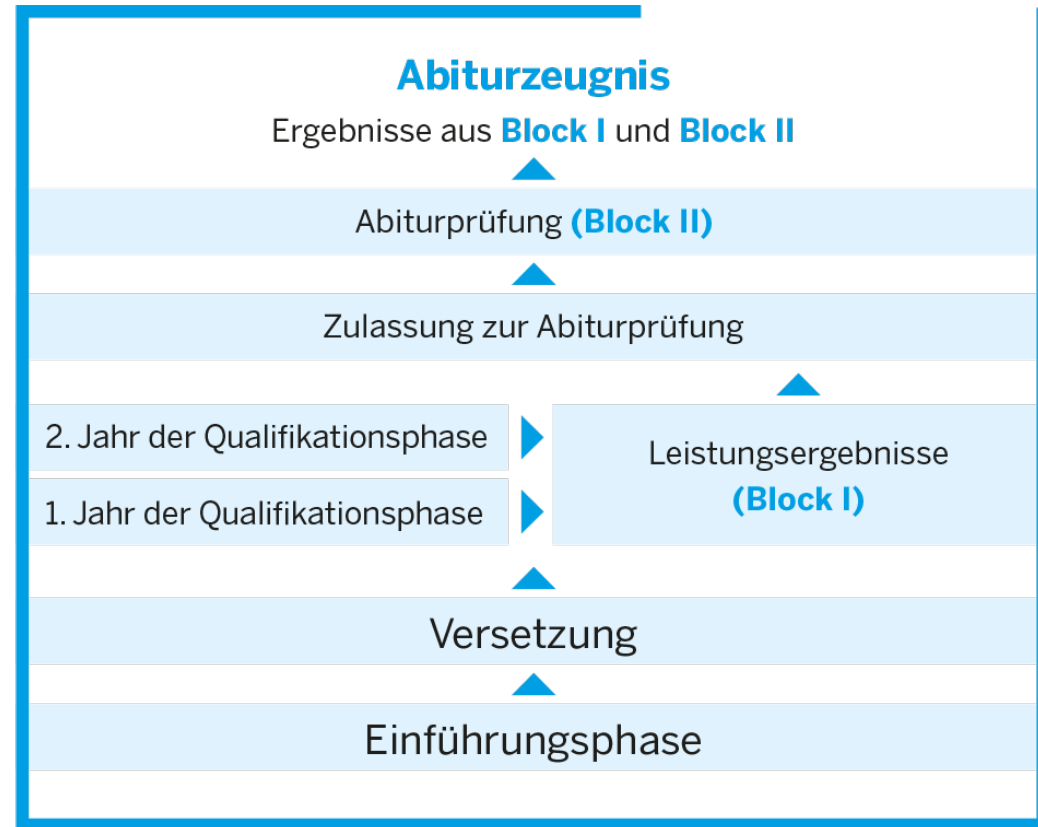 Abiturzeugnis
Ergebnisse aus Block I und Block II
Abiturprüfung (Block II)
Zulassung zur Abiturprüfung
2. Jahr der Qualifikationsphase
1. Jahr der Qualifikationsphase
Leistungsergebnisse
(Block I)
Versetzung
Einführungsphase